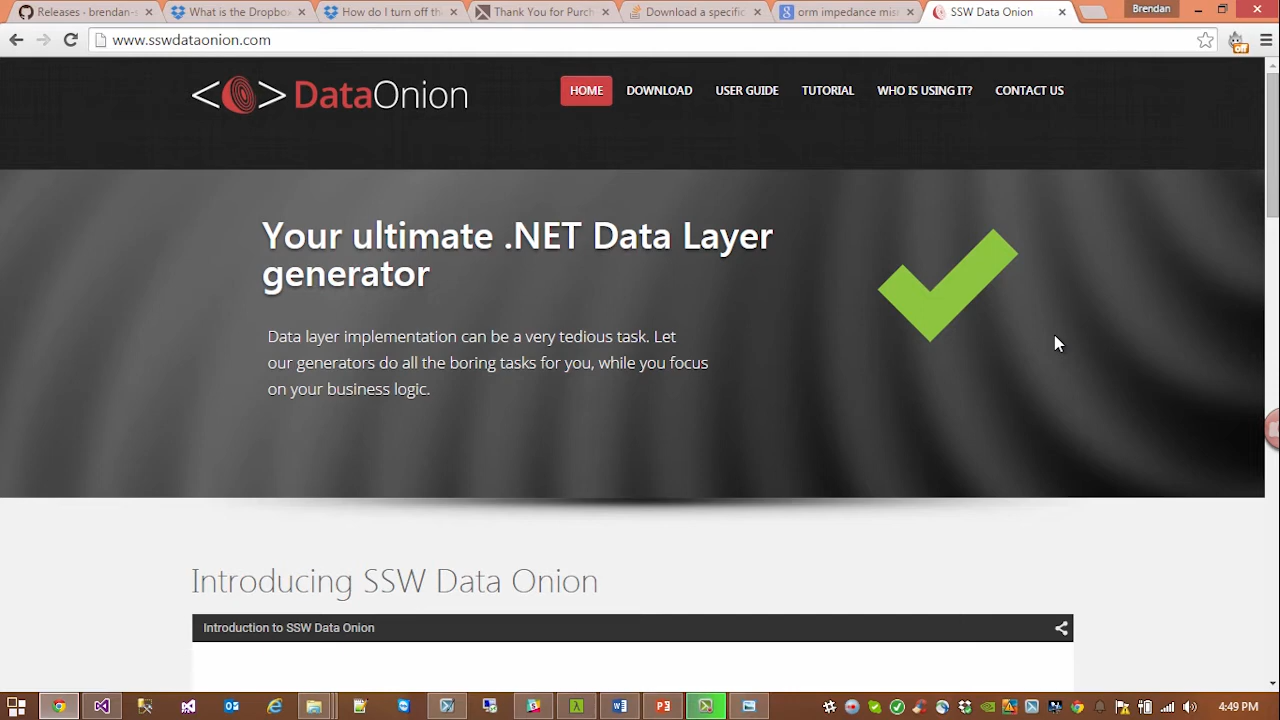 Releases - brendan-s
What is the Dropbox
How do I turn off th
Thank You for Purch
Download a specific
orm impedance mis
SSW Data Onion
Brendan
www.sswdataonion.com
off
<O> DataOnion
HOME
DOWNLOAD
USER GUIDE
TUTORIAL
WHO IS USING IT?
CONTACT US
Your ultimate .NET Data Layer
generator
Data layer implementation can be a very tedious task. Let
our generators do all the boring tasks for you, while you focus
on your business logic.
Introducing SSW Data Onion
Introduction to SSW Data Onion
4:49 PM